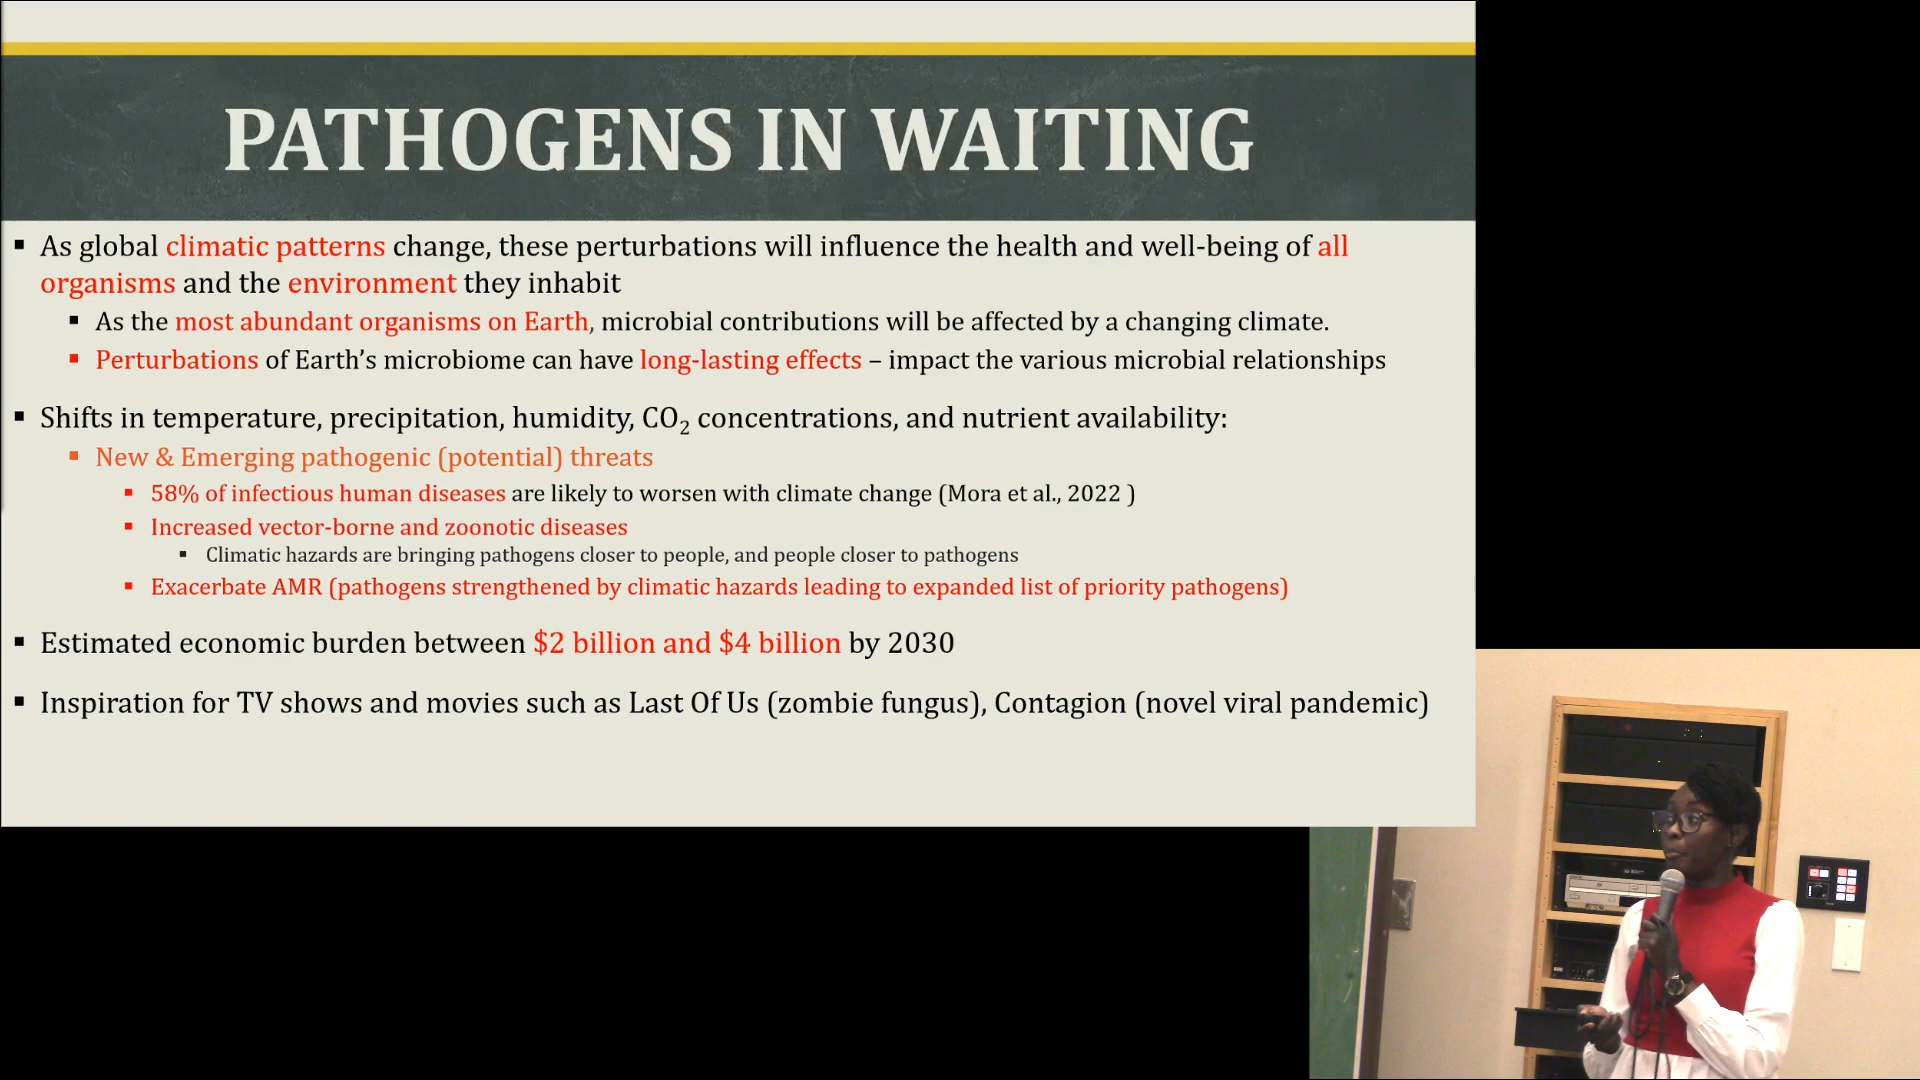 PATHOGENS IN WAITING
▪ As global climatic patterns change, these perturbations will influence the health and well-being of all
organisms and the environment they inhabit
▪ As the most abundant organisms on Earth, microbial contributions will be affected by a changing climate.
▪ Perturbations of Earth’s microbiome can have long-lasting effects – impact the various microbial relationships
▪ Shifts in temperature, precipitation, humidity, CO₂ concentrations, and nutrient availability:
▪ New & Emerging pathogenic (potential) threats
▪ 58% of infectious human diseases are likely to worsen with climate change (Mora et al., 2022 )
▪ Increased vector-borne and zoonotic diseases
▪ Climatic hazards are bringing pathogens closer to people, and people closer to pathogens
▪ Exacerbate AMR (pathogens strengthened by climatic hazards leading to expanded list of priority pathogens)
▪ Estimated economic burden between $2 billion and $4 billion by 2030
▪ Inspiration for TV shows and movies such as Last Of Us (zombie fungus), Contagion (novel viral pandemic)